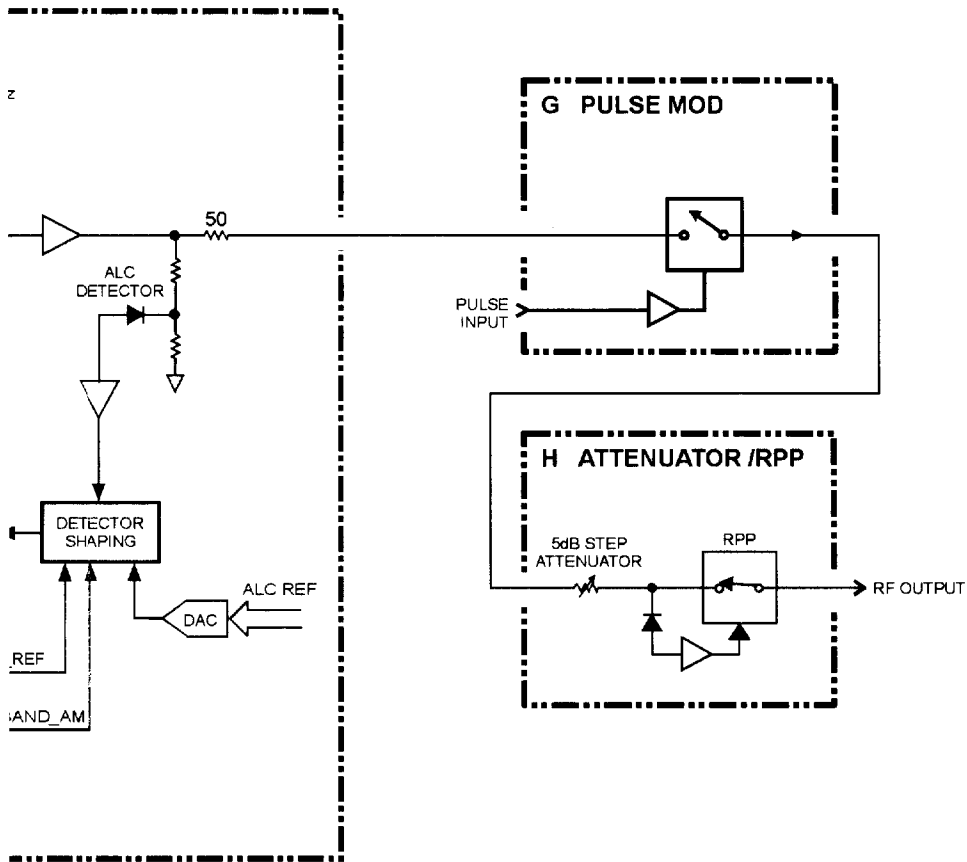 z
G PULSE MOD
50
ALC
DETECTOR
PULSE
INPUT
H ATTENUATOR /RPP
DETECTOR
SHAPING
5dB STEP
ATTENUATOR
RPP
ALC REF
RF OUTPUT
DAC
_REF
BAND_AM